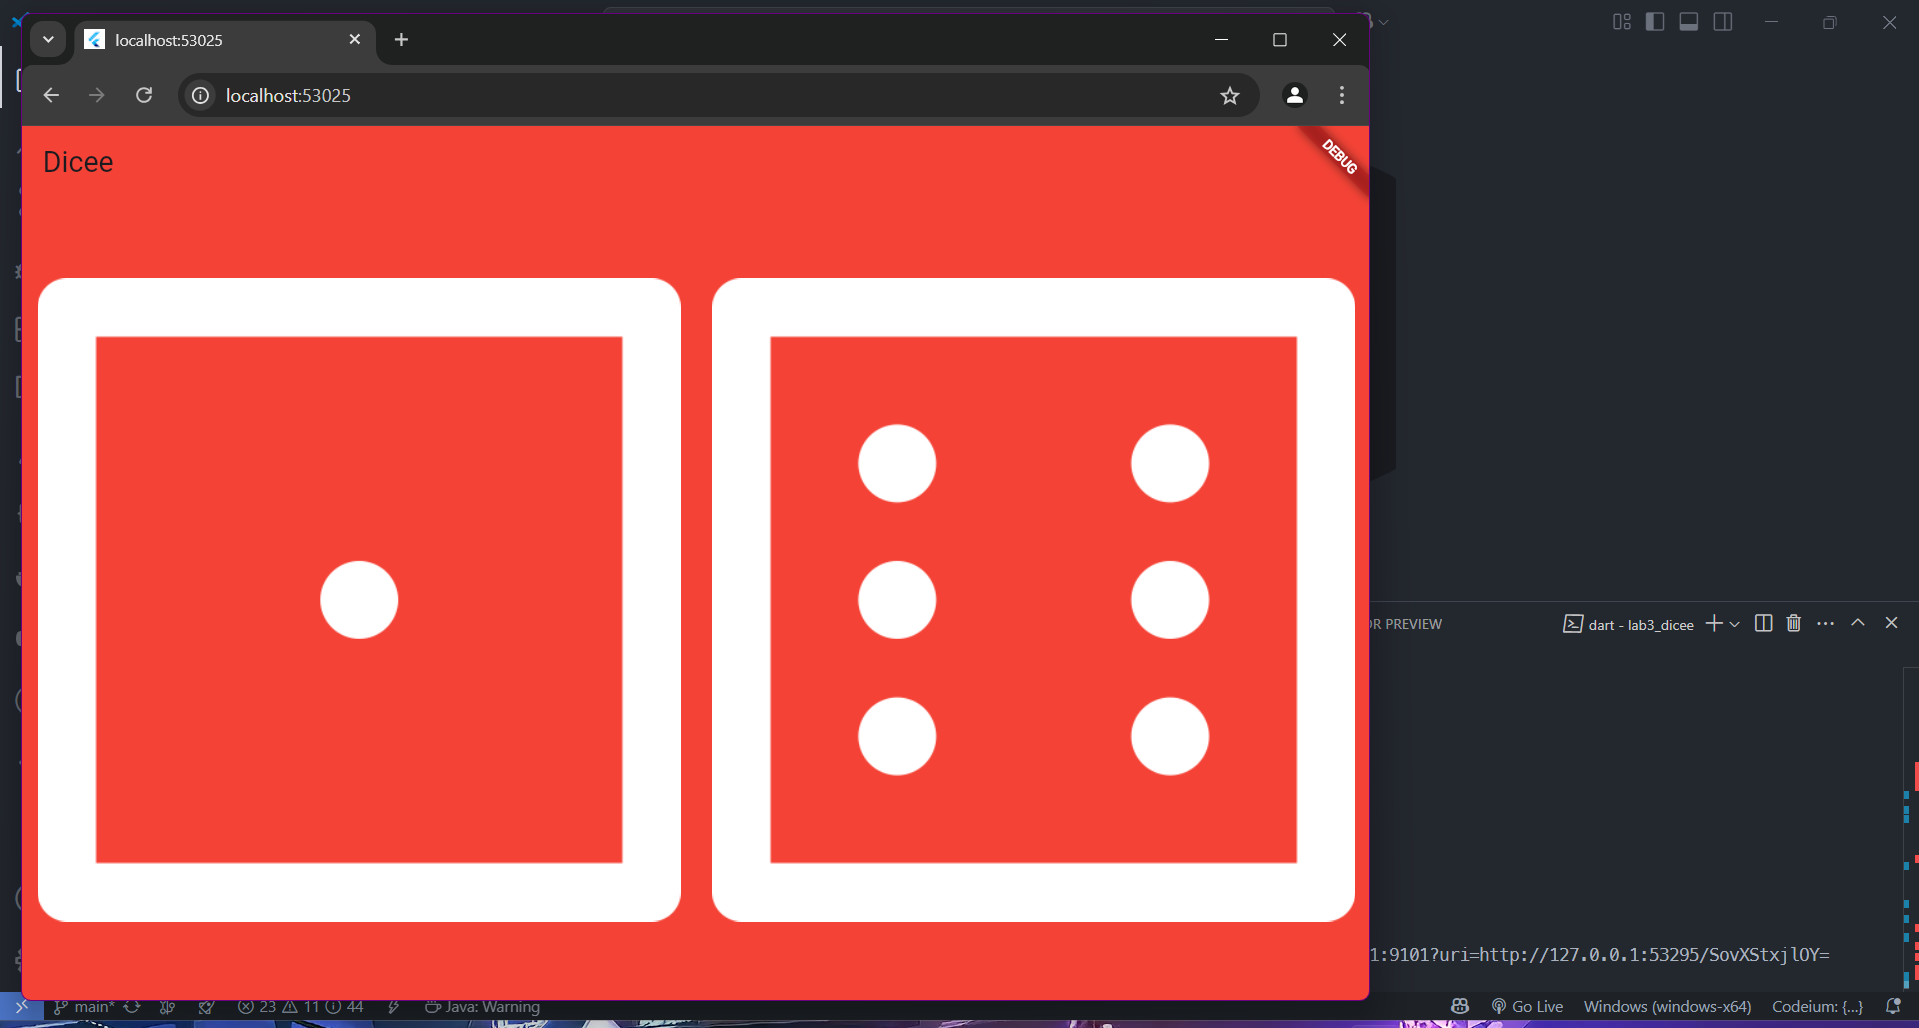 localhost:53025
localhost:53025
Dicee
DEBUG
R PREVIEW
dart - lab3_dicee
1:9101?uri=http://127.0.0.1:53295/SovXStxjlOY=
main*
23
11
44
Java: Warning
Go Live
Windows (windows-x64)
Codeium: {...}